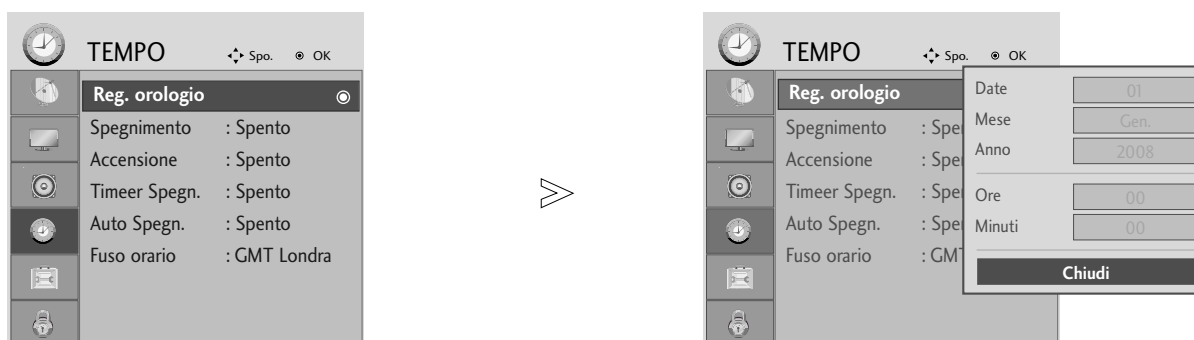 TEMPO Spo. OK
Reg. orologio
Spegnimento : Spento
Accensione : Spento
Timeer Spegn. : Spento
Auto Spegn. : Spento
Fuso orario : GMT Londra
TEMPO Spo. OK
Reg. orologio
Spegnimento : Spe
Accensione : Spe
Timeer Spegn. : Spe
Auto Spegn. : Spe
Fuso orario : GMT
Date 01
Mese Gen.
Anno 2008
Ore 00
Minuti 00
Chiudi